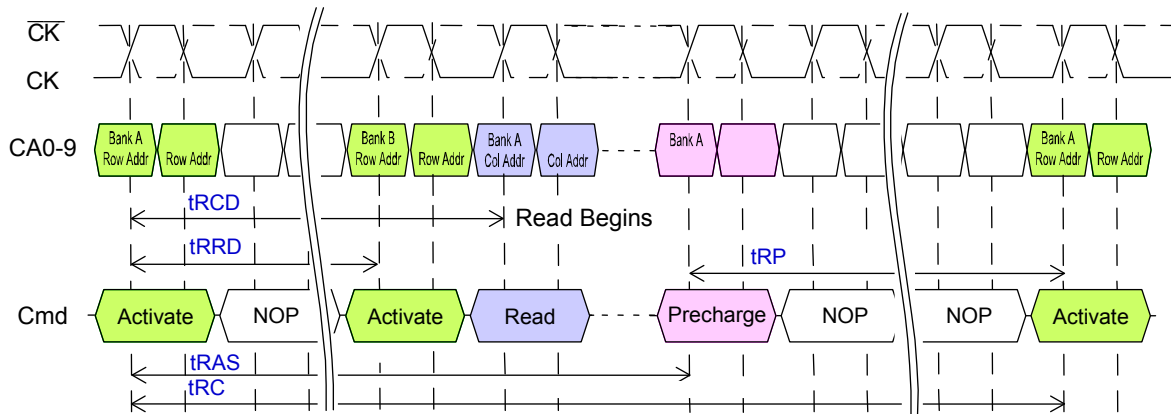 CK
CK
CA0-9
Bank A
Row Addr
Row Addr
Bank B
Row Addr
Row Addr
Bank A
Col Addr
Col Addr
Bank A
Bank A
Row Addr
Row Addr
tRCD
Read Begins
tRRD
tRP
Cmd
Activate
NOP
Activate
Read
Precharge
NOP
NOP
Activate
tRAS
tRC